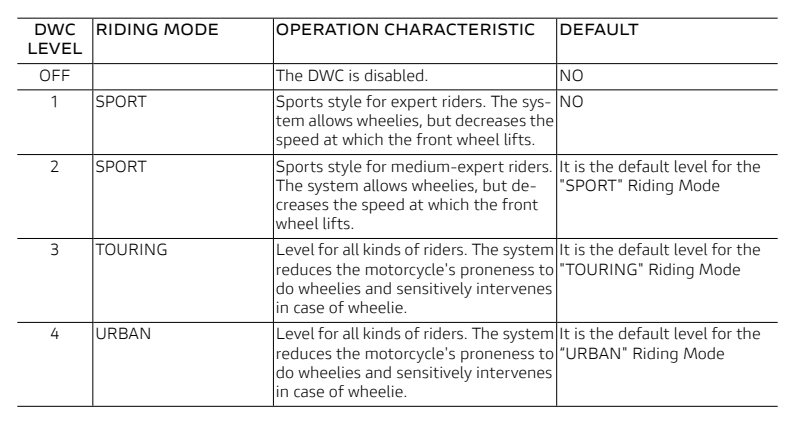 DWC LEVEL RIDING MODE OPERATION CHARACTERISTIC DEFAULT
OFF The DWC is disabled. NO
1 SPORT Sports style for expert riders. The sys-
tem allows wheelies, but decreases the
speed at which the front wheel lifts. NO
2 SPORT Sports style for medium-expert riders.
The system allows wheelies, but de-
creases the speed at which the front
wheel lifts. It is the default level for the
"SPORT" Riding Mode
3 TOURING Level for all kinds of riders. The system
reduces the motorcycle's proneness to
do wheelies and sensitively intervenes
in case of wheelie. It is the default level for the
"TOURING" Riding Mode
4 URBAN Level for all kinds of riders. The system
reduces the motorcycle's proneness to
do wheelies and sensitively intervenes
in case of wheelie. It is the default level for the
“URBAN" Riding Mode